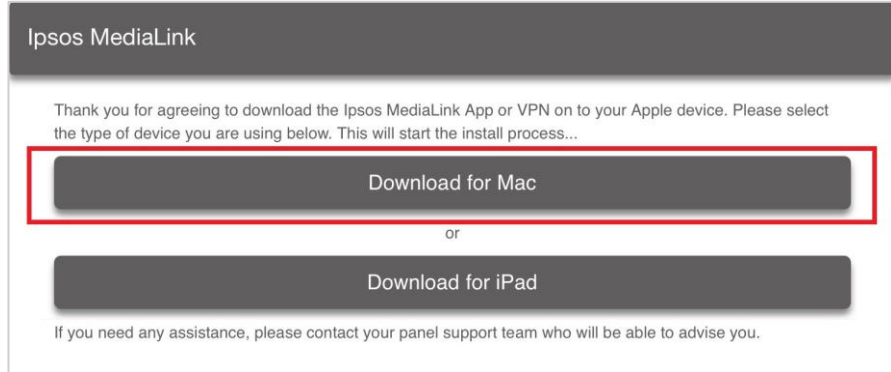 Ipsos MediaLink
Thank you for agreeing to download the Ipsos MediaLink App or VPN on to your Apple device. Please select
the type of device you are using below. This will start the install process...
Download for Mac
or
Download for iPad
If you need any assistance, please contact your panel support team who will be able to advise you.